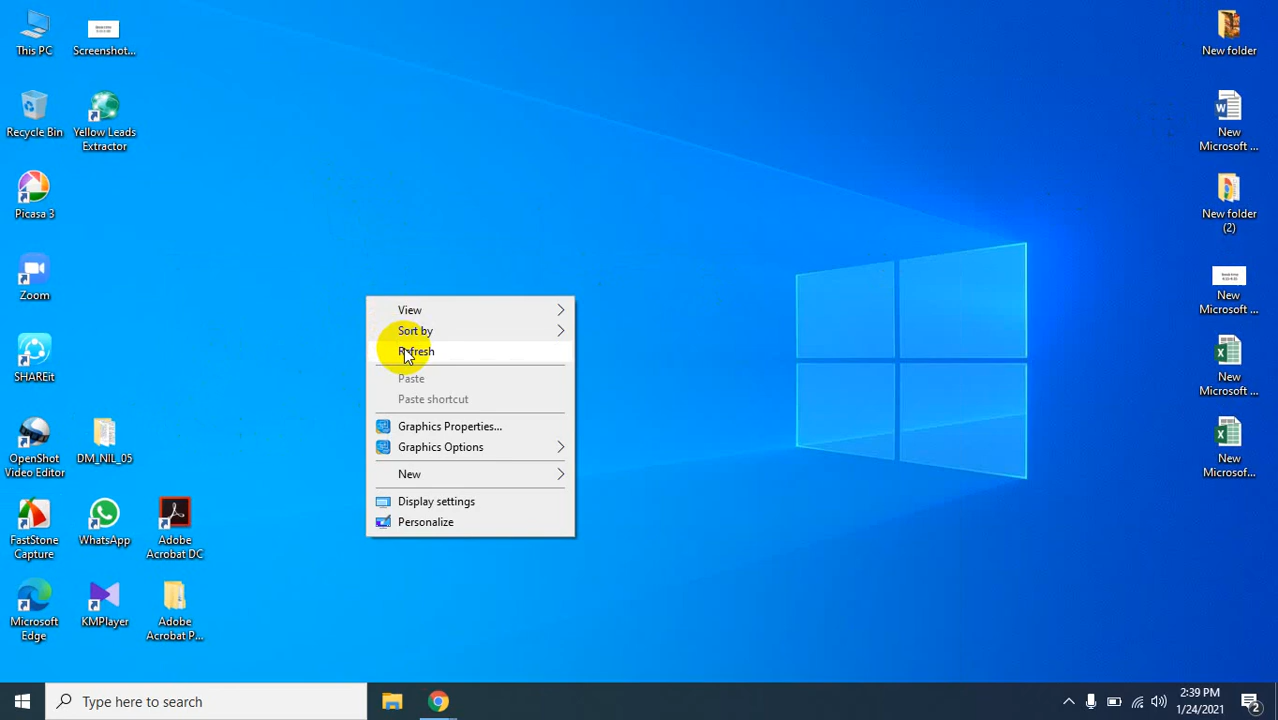 This PC
Screenshot...
Recycle Bin
Yellow Leads
Extractor
Picasa 3
Zoom
SHAREit
OpenShot
Video Editor
DM_NIL_05
FastStone
Capture
WhatsApp
Adobe
Acrobat DC
Microsoft
Edge
KMPlayer
Adobe
Acrobat P...
View
Sort by
Refresh
Paste
Paste shortcut
Graphics Properties...
Graphics Options
New
Display settings
Personalize
New folder
New
Microsoft ...
New folder
(2)
New
Microsoft ...
New
Microsoft ...
New
Microsof...
Type here to search
2:39 PM
1/24/2021
2